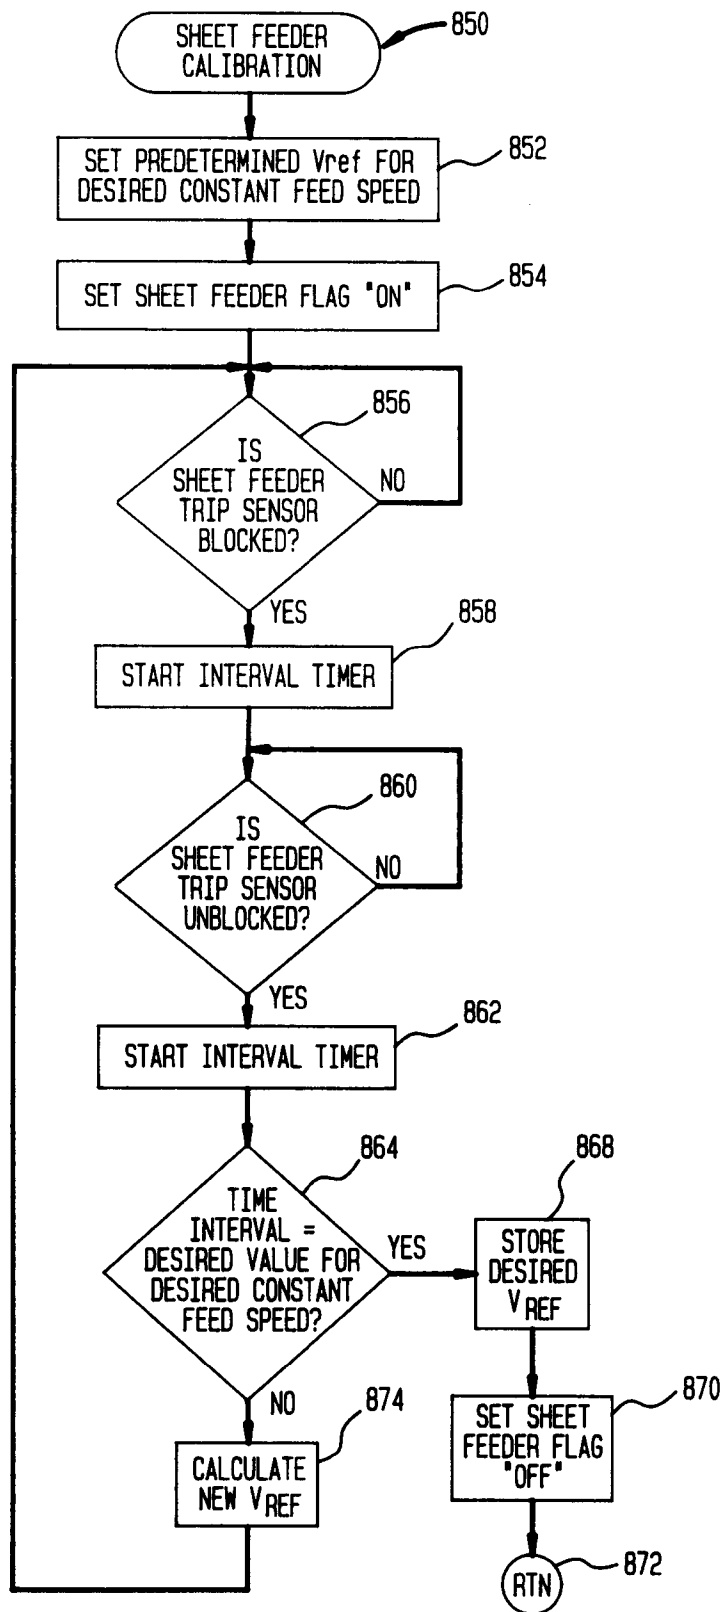 SHEET FEEDER
CALIBRATION
850
SET PREDETERMINED Vref FOR
DESIRED CONSTANT FEED SPEED
852
SET SHEET FEEDER FLAG "ON"
854
856
IS
SHEET FEEDER
TRIP SENSOR
BLOCKED?
NO
YES
858
START INTERVAL TIMER
860
IS
SHEET FEEDER
TRIP SENSOR
UNBLOCKED?
NO
YES
862
START INTERVAL TIMER
864
TIME
INTERVAL =
DESIRED VALUE FOR
DESIRED CONSTANT
FEED SPEED?
YES
868
STORE
DESIRED
VREF
NO
874
CALCULATE
NEW VREF
870
SET SHEET
FEEDER FLAG
"OFF"
872
RTN